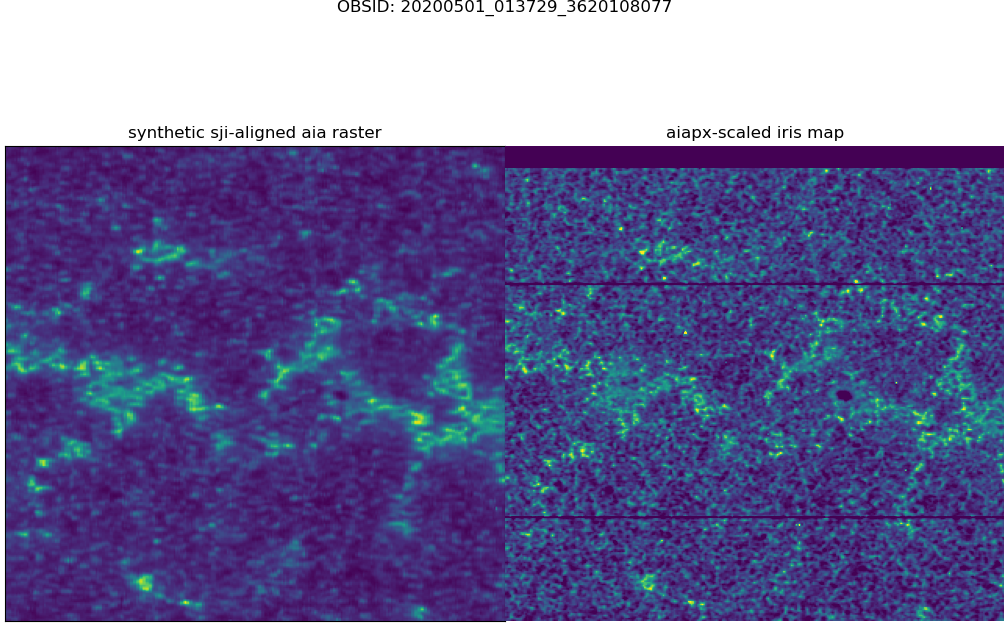 OBSID: 20200501_013729_3620108077
synthetic sji-aligned aia raster
aiapx-scaled iris map